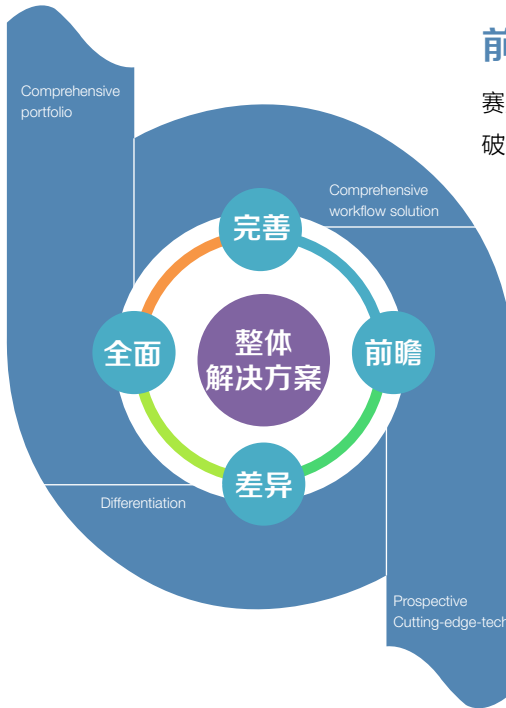 前
赛
破
Comprehensive
portfolio
Comprehensive
workflow solution
完善
全面
整体
解决方案
前瞻
差异
Differentiation
Prospective
Cutting-edge-tech